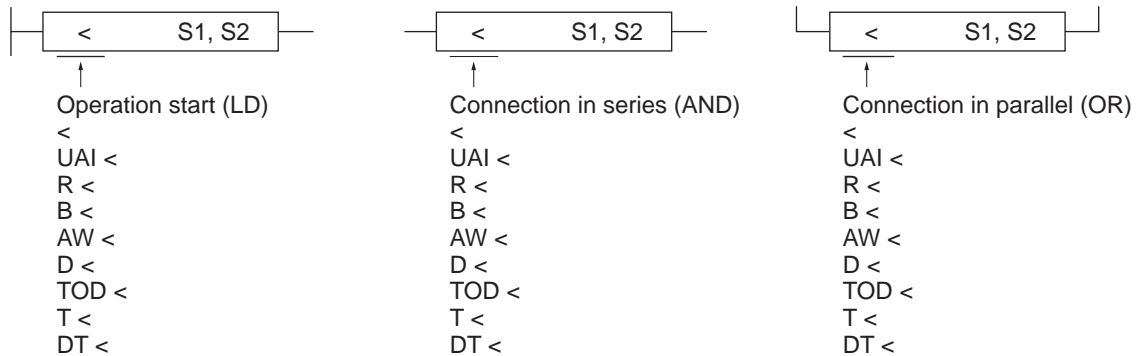 < S1, S2
Operation start (LD)
<
UAI <
R <
B <
AW <
D <
TOD <
T <
DT <
< S1, S2
Connection in series (AND)
<
UAI <
R <
B <
AW <
D <
TOD <
T <
DT <
< S1, S2
Connection in parallel (OR)
<
UAI <
R <
B <
AW <
D <
TOD <
T <
DT <